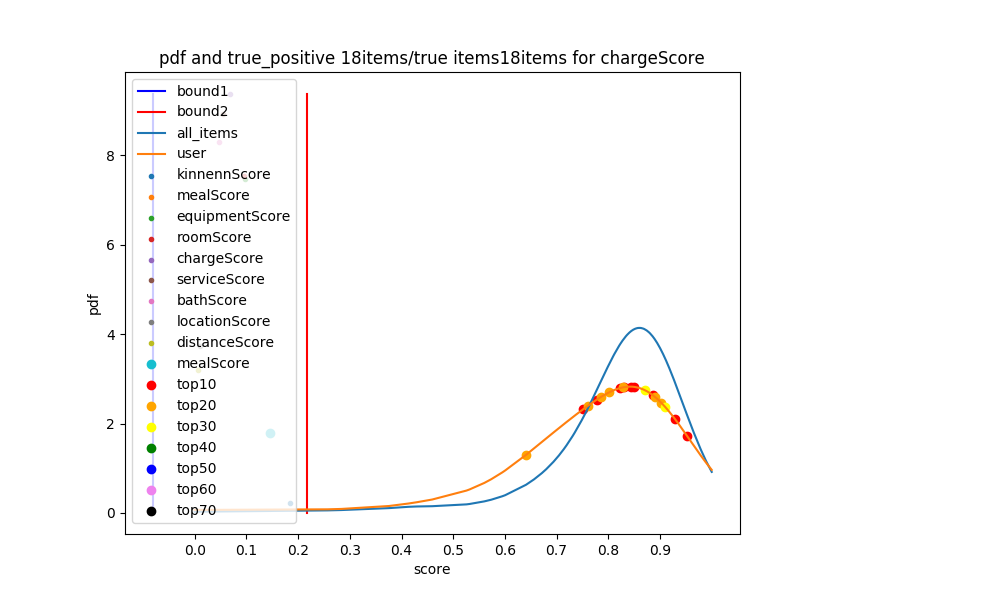 pdf and true_positive 18items/true items18items for chargeScore
bound1
bound2
all_items
user
kinnennScore
mealScore
equipmentScore
roomScore
chargeScore
serviceScore
bathScore
locationScore
distanceScore
mealScore
top10
top20
top30
top40
top50
top60
top70
8
6
4
2
0
pdf
0.0 0.1 0.2 0.3 0.4 0.5 0.6 0.7 0.8 0.9
score